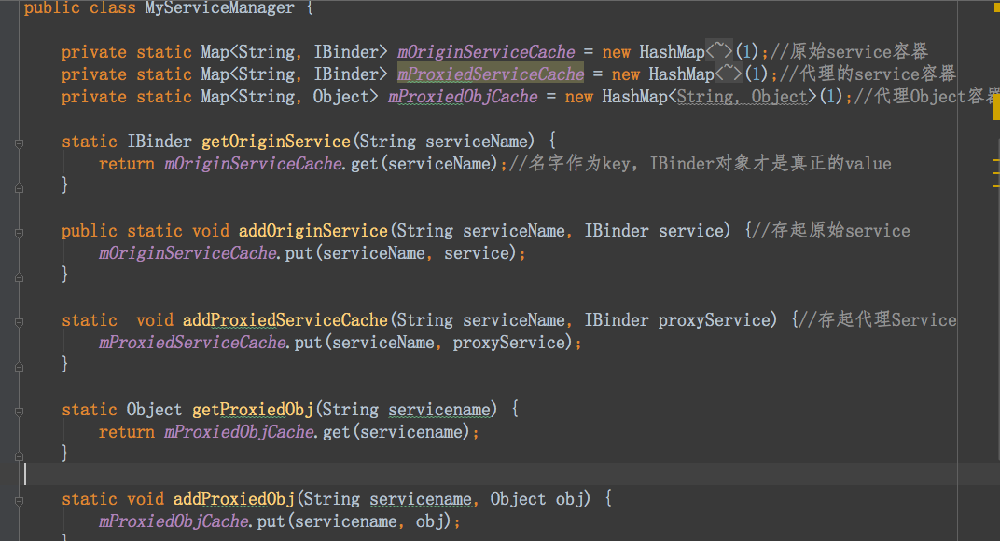 public class MyServiceManager {
private static Map<String, IBinder> mOriginServiceCache = new HashMap<~>(1);//原始service容器
private static Map<String, IBinder> mProxiedServiceCache = new HashMap<~>(1);//代理的service容器
private static Map<String, Object> mProxiedObjCache = new HashMap<String, Object>(1);//代理Object容器
static IBinder getOriginService(String serviceName) {
return mOriginServiceCache.get(serviceName);//名字作为key，IBinder对象才是真正的value
}
public static void addOriginService(String serviceName, IBinder service) {//存起原始service
mOriginServiceCache.put(serviceName, service);
}
static  void addProxiedServiceCache(String serviceName, IBinder proxyService) {//存起代理Service
mProxiedServiceCache.put(serviceName, proxyService);
}
static Object getProxiedObj(String servicename) {
return mProxiedObjCache.get(servicename);
}
static void addProxiedObj(String servicename, Object obj) {
mProxiedObjCache.put(servicename, obj);
}